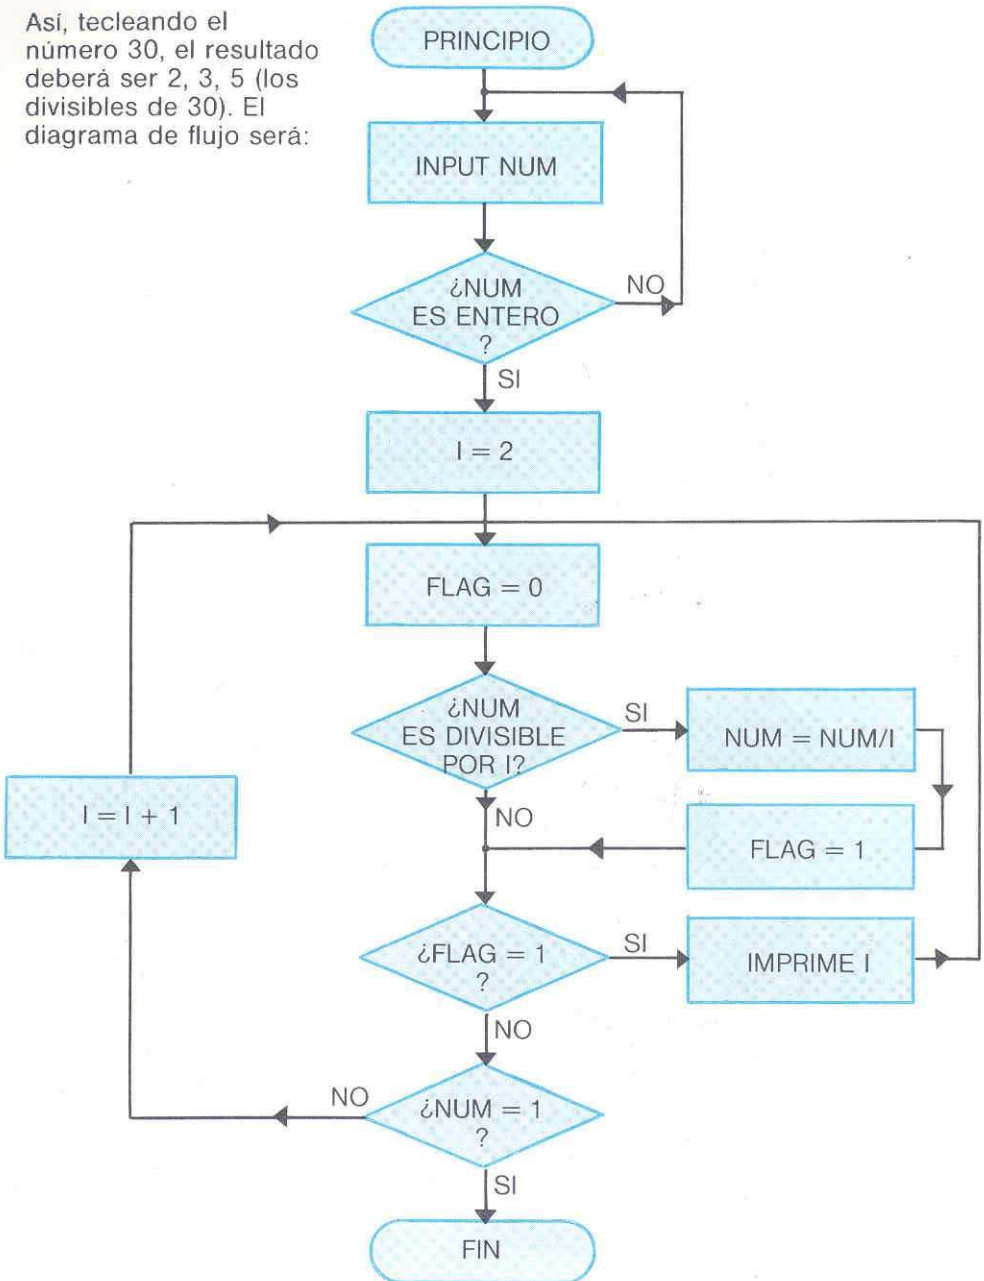 Así, tecleando el
número 30, el resultado
deberá ser 2, 3, 5 (los
divisibles de 30). El
diagrama de flujo será:
PRINCIPIO
INPUT NUM
¿NUM
ES ENTERO
?
NO
SI
I = 2
FLAG = 0
¿NUM
ES DIVISIBLE
POR I?
SI
NUM = NUM/I
NO
FLAG = 1
I = I + 1
¿FLAG = 1
?
SI
IMPRIME I
NO
¿NUM = 1
?
NO
SI
FIN